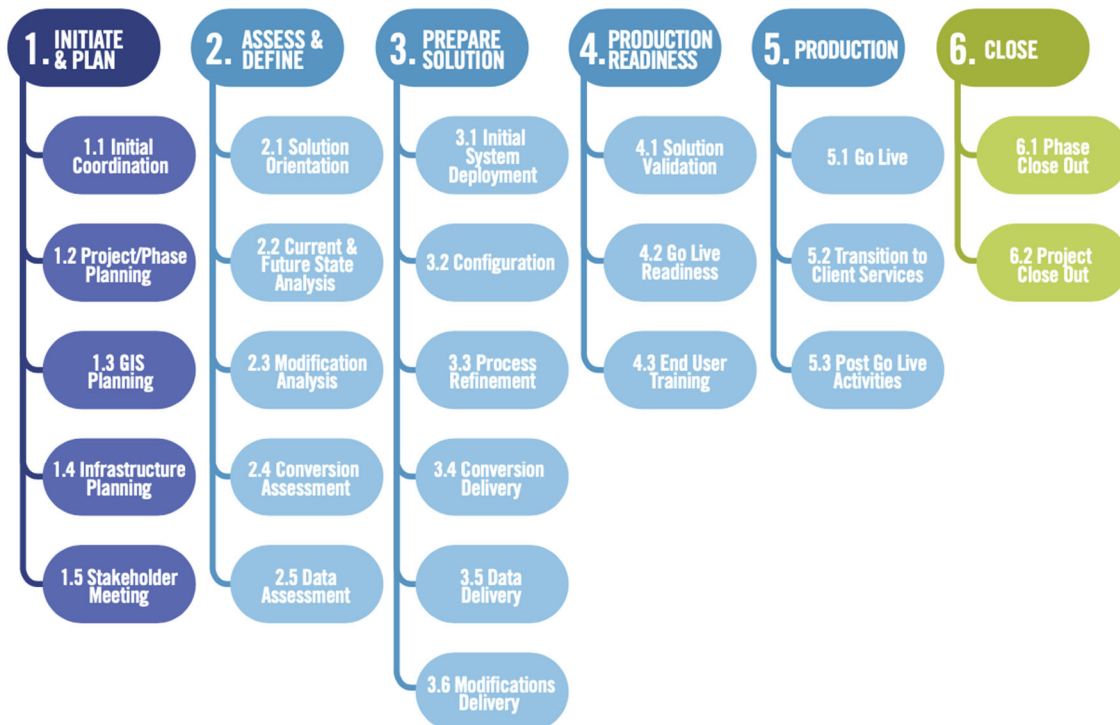 1. INITIATE
& PLAN
1.1 Initial
Coordination
1.2 Project/Phase
Planning
1.3 GIS
Planning
1.4 Infrastructure
Planning
1.5 Stakeholder
Meeting
2. ASSESS &
DEFINE
2.1 Solution
Orientation
2.2 Current &
Future State
Analysis
2.3 Modification
Analysis
2.4 Conversion
Assessment
2.5 Data
Assessment
3. PREPARE
SOLUTION
3.1 Initial
System
Deployment
3.2 Configuration
3.3 Process
Refinement
3.4 Conversion
Delivery
3.5 Data
Delivery
3.6 Modifications
Delivery
4. PRODUCTION
READINESS
4.1 Solution
Validation
4.2 Go Live
Readiness
4.3 End User
Training
5. PRODUCTION
5.1 Go Live
5.2 Transition to
Client Services
5.3 Post Go Live
Activities
6. CLOSE
6.1 Phase
Close Out
6.2 Project
Close Out